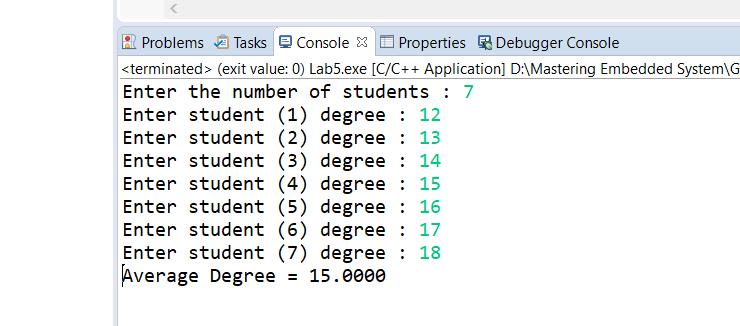 Problems Tasks Console Properties Debugger Console
<terminated> (exit value: 0) Lab5.exe [C/C++ Application] D:\Mastering Embedded System\G
Enter the number of students : 7
Enter student (1) degree : 12
Enter student (2) degree : 13
Enter student (3) degree : 14
Enter student (4) degree : 15
Enter student (5) degree : 16
Enter student (6) degree : 17
Enter student (7) degree : 18
Average Degree = 15.0000